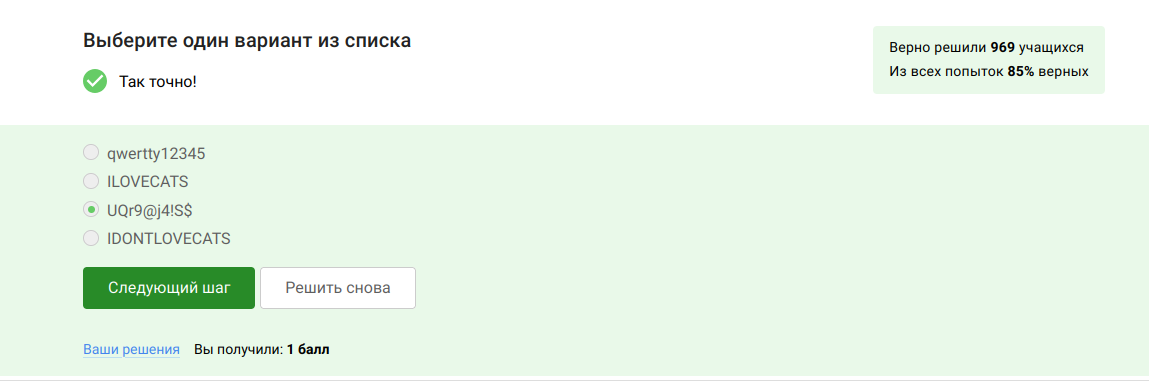 Выберите один вариант из списка
Верно решили 969 учащихся
Из всех попыток 85% верных
Так точно!
qwertty12345
ILOVECATS
UQr9@j4!S$
IDONTLOVECATS
Следующий шаг Решить снова
Ваши решения Вы получили: 1 балл